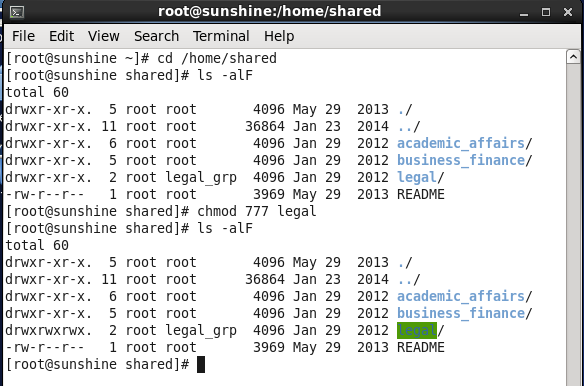 root@sunshine:/home/shared
File Edit View Search Terminal Help
[root@sunshine ~]# cd /home/shared
[root@sunshine shared]# ls -alF
total 60
drwxr-xr-x.  5 root root       4096 May 29  2013 ./
drwxr-xr-x. 11 root root      36864 Jan 23  2014 ../
drwxr-xr-x.  6 root root       4096 Jan 29  2012 academic_affairs/
drwxr-xr-x.  5 root root       4096 Jan 29  2012 business_finance/
drwxr-xr-x.  2 root legal_grp  4096 Jan 29  2012 legal/
-rw-r--r--   1 root root       3969 May 29  2013 README
[root@sunshine shared]# chmod 777 legal
[root@sunshine shared]# ls -alF
total 60
drwxr-xr-x.  5 root root       4096 May 29  2013 ./
drwxr-xr-x. 11 root root      36864 Jan 23  2014 ../
drwxr-xr-x.  6 root root       4096 Jan 29  2012 academic_affairs/
drwxr-xr-x.  5 root root       4096 Jan 29  2012 business_finance/
drwxrwxrwx.  2 root legal_grp  4096 Jan 29  2012 legal/
-rw-r--r--   1 root root       3969 May 29  2013 README
[root@sunshine shared]#